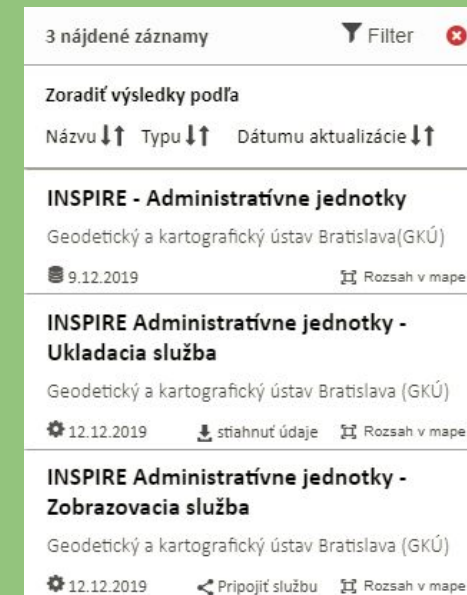 3 nájdené záznamy Filter
Zoradiť výsledky podľa
Názvu Typu Dátumu aktualizácie
INSPIRE - Administratívne jednotky
Geodetický a kartografický ústav Bratislava(GKÚ)
9.12.2019 Rozsah v mape
INSPIRE Administratívne jednotky -
Ukladacia služba
Geodetický a kartografický ústav Bratislava (GKÚ)
12.12.2019 stiahnuť údaje Rozsah v mape
INSPIRE Administratívne jednotky -
Zobrazovacia služba
Geodetický a kartografický ústav Bratislava (GKÚ)
12.12.2019 Pripojiť službu Rozsah v mape